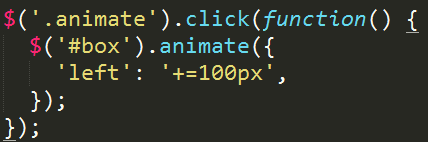 $('.animate').click(function() {
  $('#box').animate({
    'left': '+=100px',
  });
});